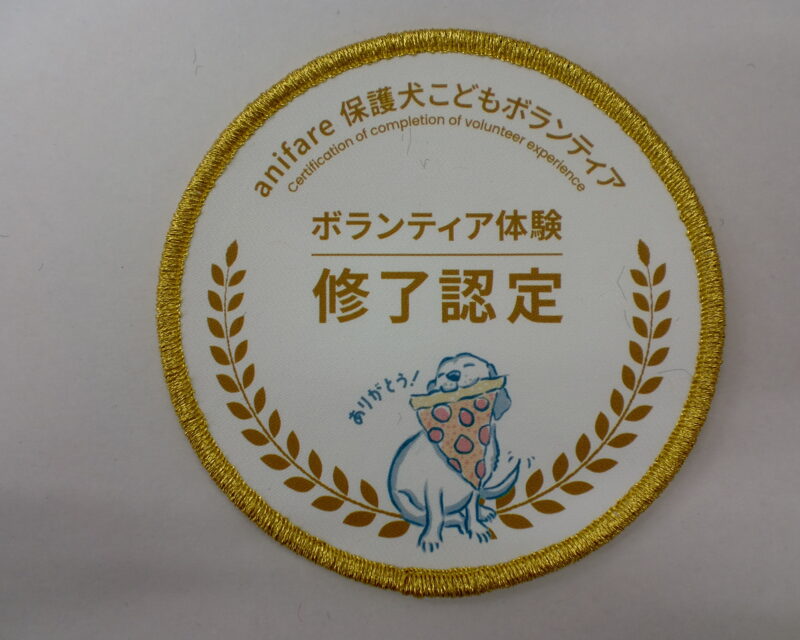 anifare 保護犬こどもボランティア
Certification of completion of volunteer experience
ボランティア体験
修了認定
ありがとう!